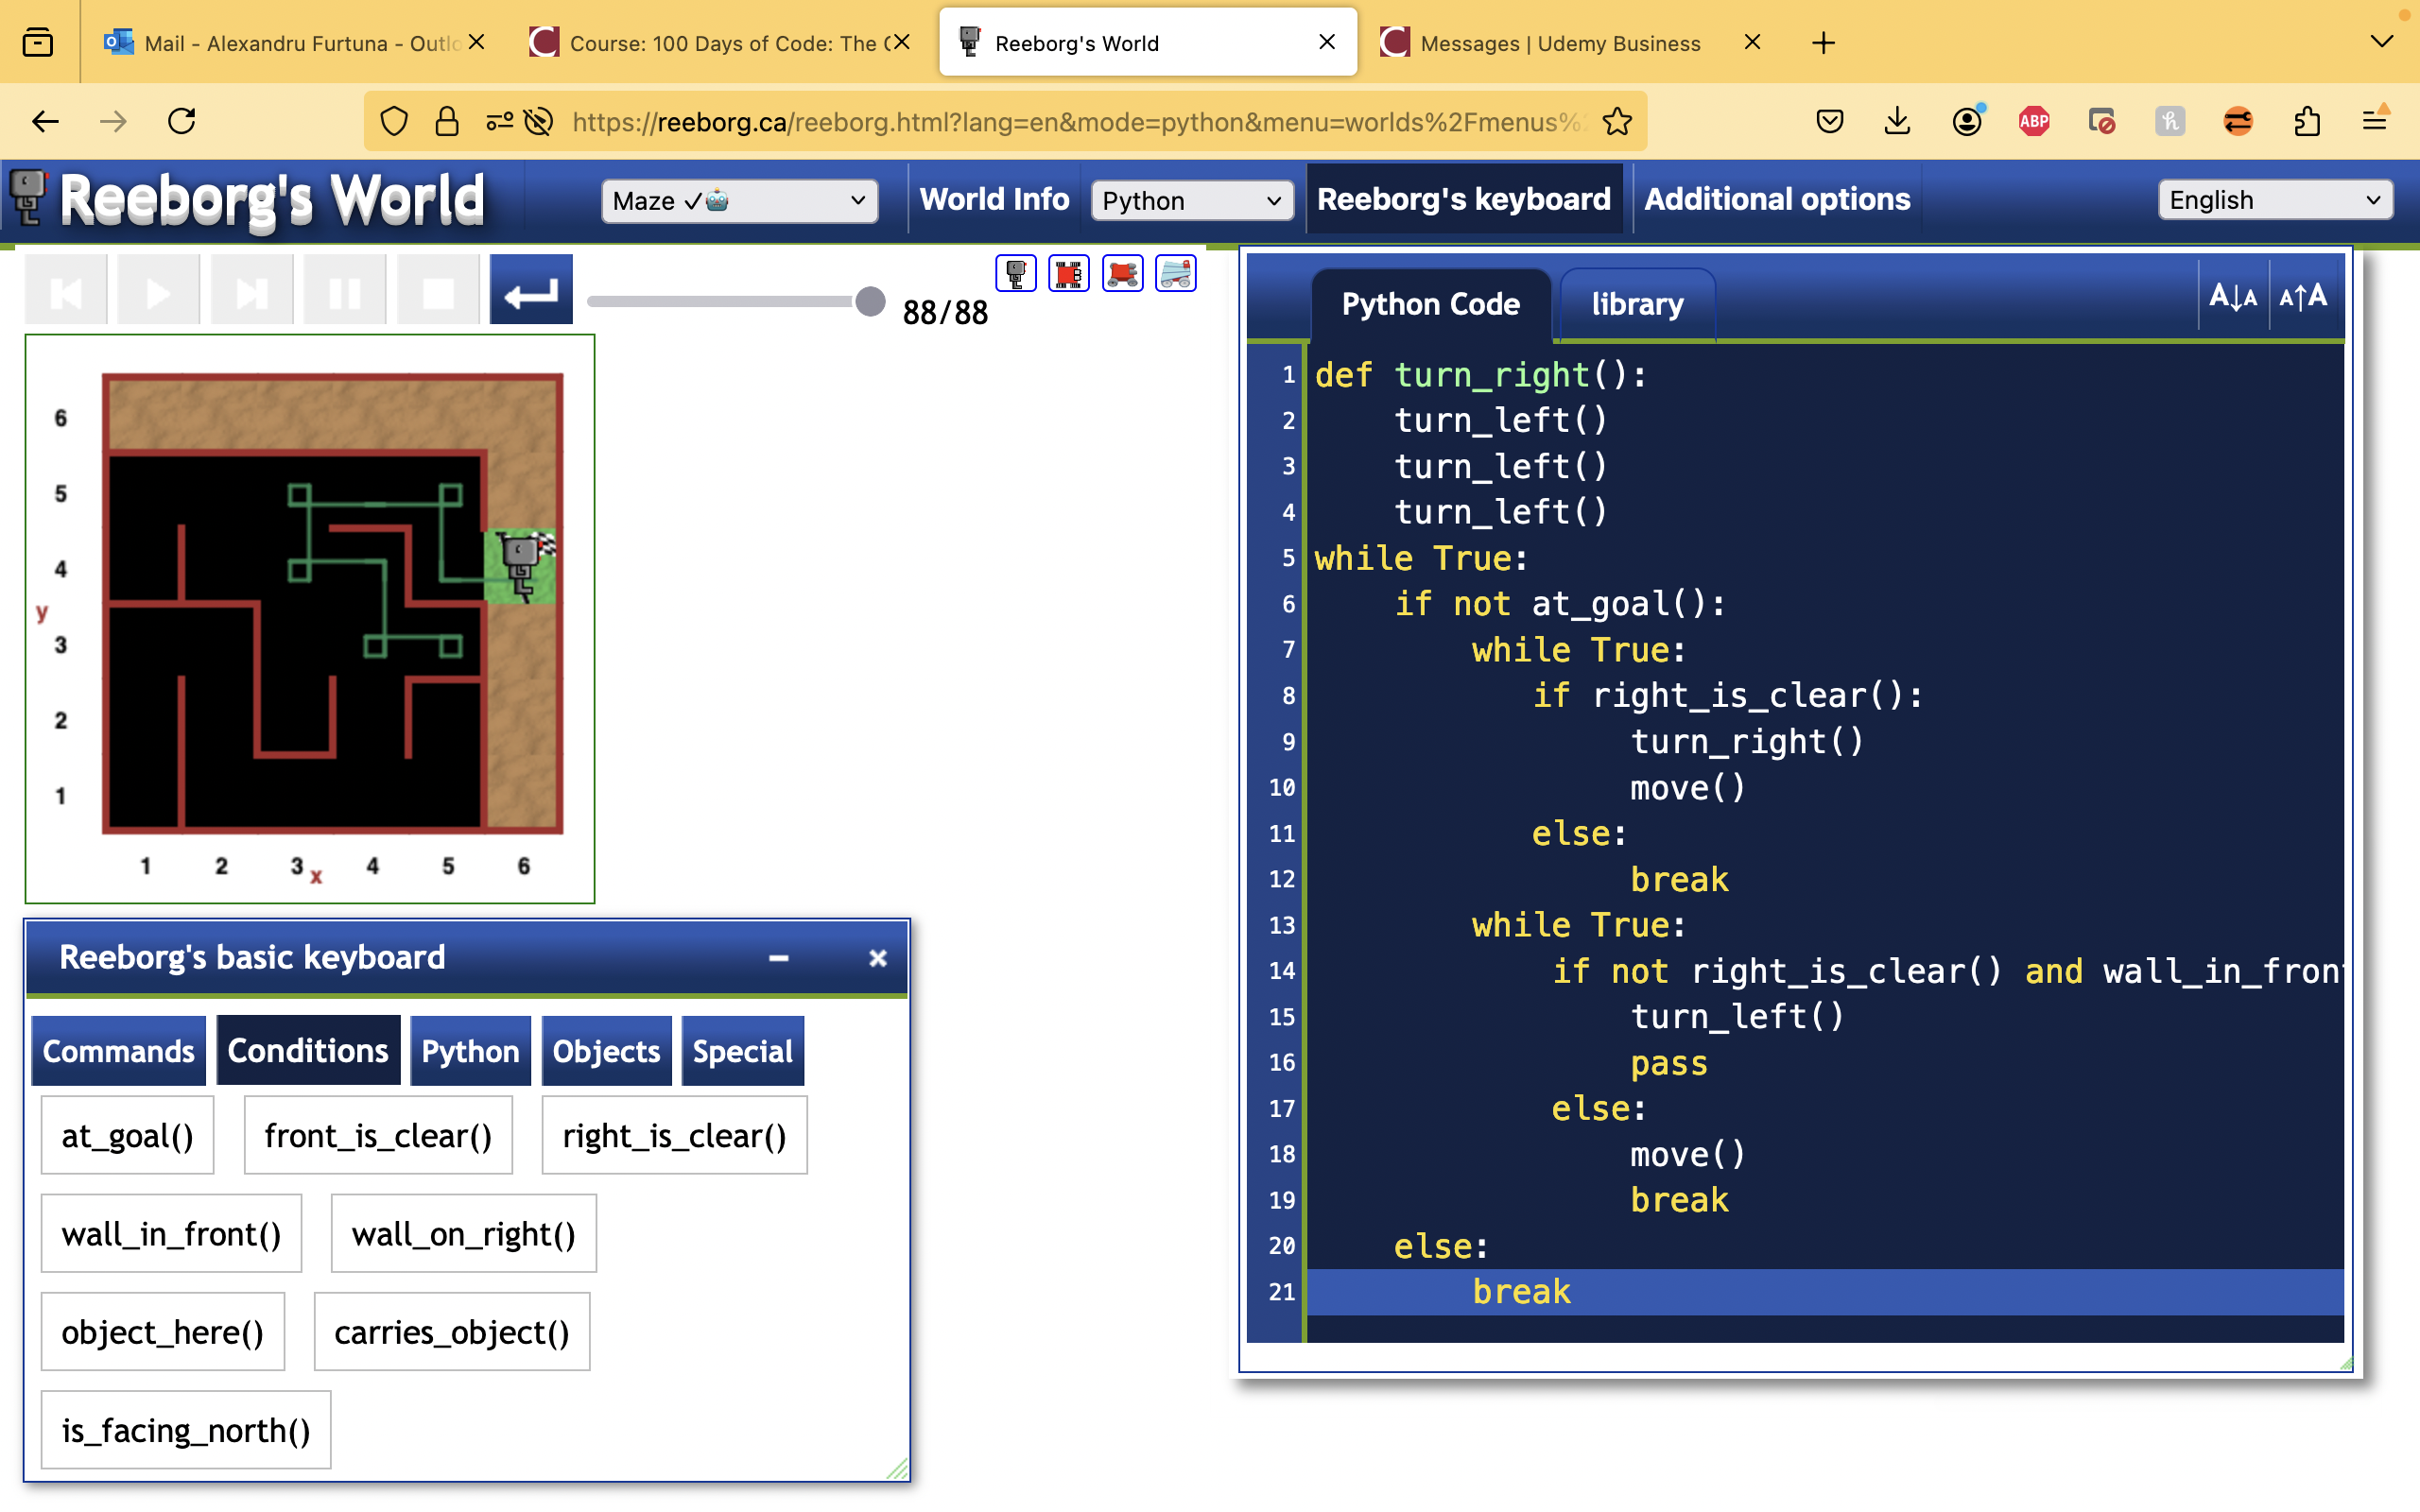 Mail - Alexandru Furtuna - Outlo
Course: 100 Days of Code: The C
Reeborg's World
Messages | Udemy Business
https://reeborg.ca/reeborg.html?lang=en&mode=python&menu=worlds%2Fmenus%2
ABP
Reeborg's World
Maze ✓🤖
World Info
Python
Reeborg's keyboard
Additional options
English
88/88
Python Code
library
A↓A
A↑A
6
5
4
y
3
2
1
1 2 3 x 4 5 6
1 def turn_right():
2     turn_left()
3     turn_left()
4     turn_left()
5 while True:
6     if not at_goal():
7         while True:
8            if right_is_clear():
9                 turn_right()
10                 move()
11            else:
12                 break
13         while True:
14             if not right_is_clear() and wall_in_fron
15                 turn_left()
16                 pass
17             else:
18                 move()
19                 break
20     else:
21         break
Reeborg's basic keyboard
Commands
Conditions
Python
Objects
Special
at_goal()
front_is_clear()
right_is_clear()
wall_in_front()
wall_on_right()
object_here()
carries_object()
is_facing_north()